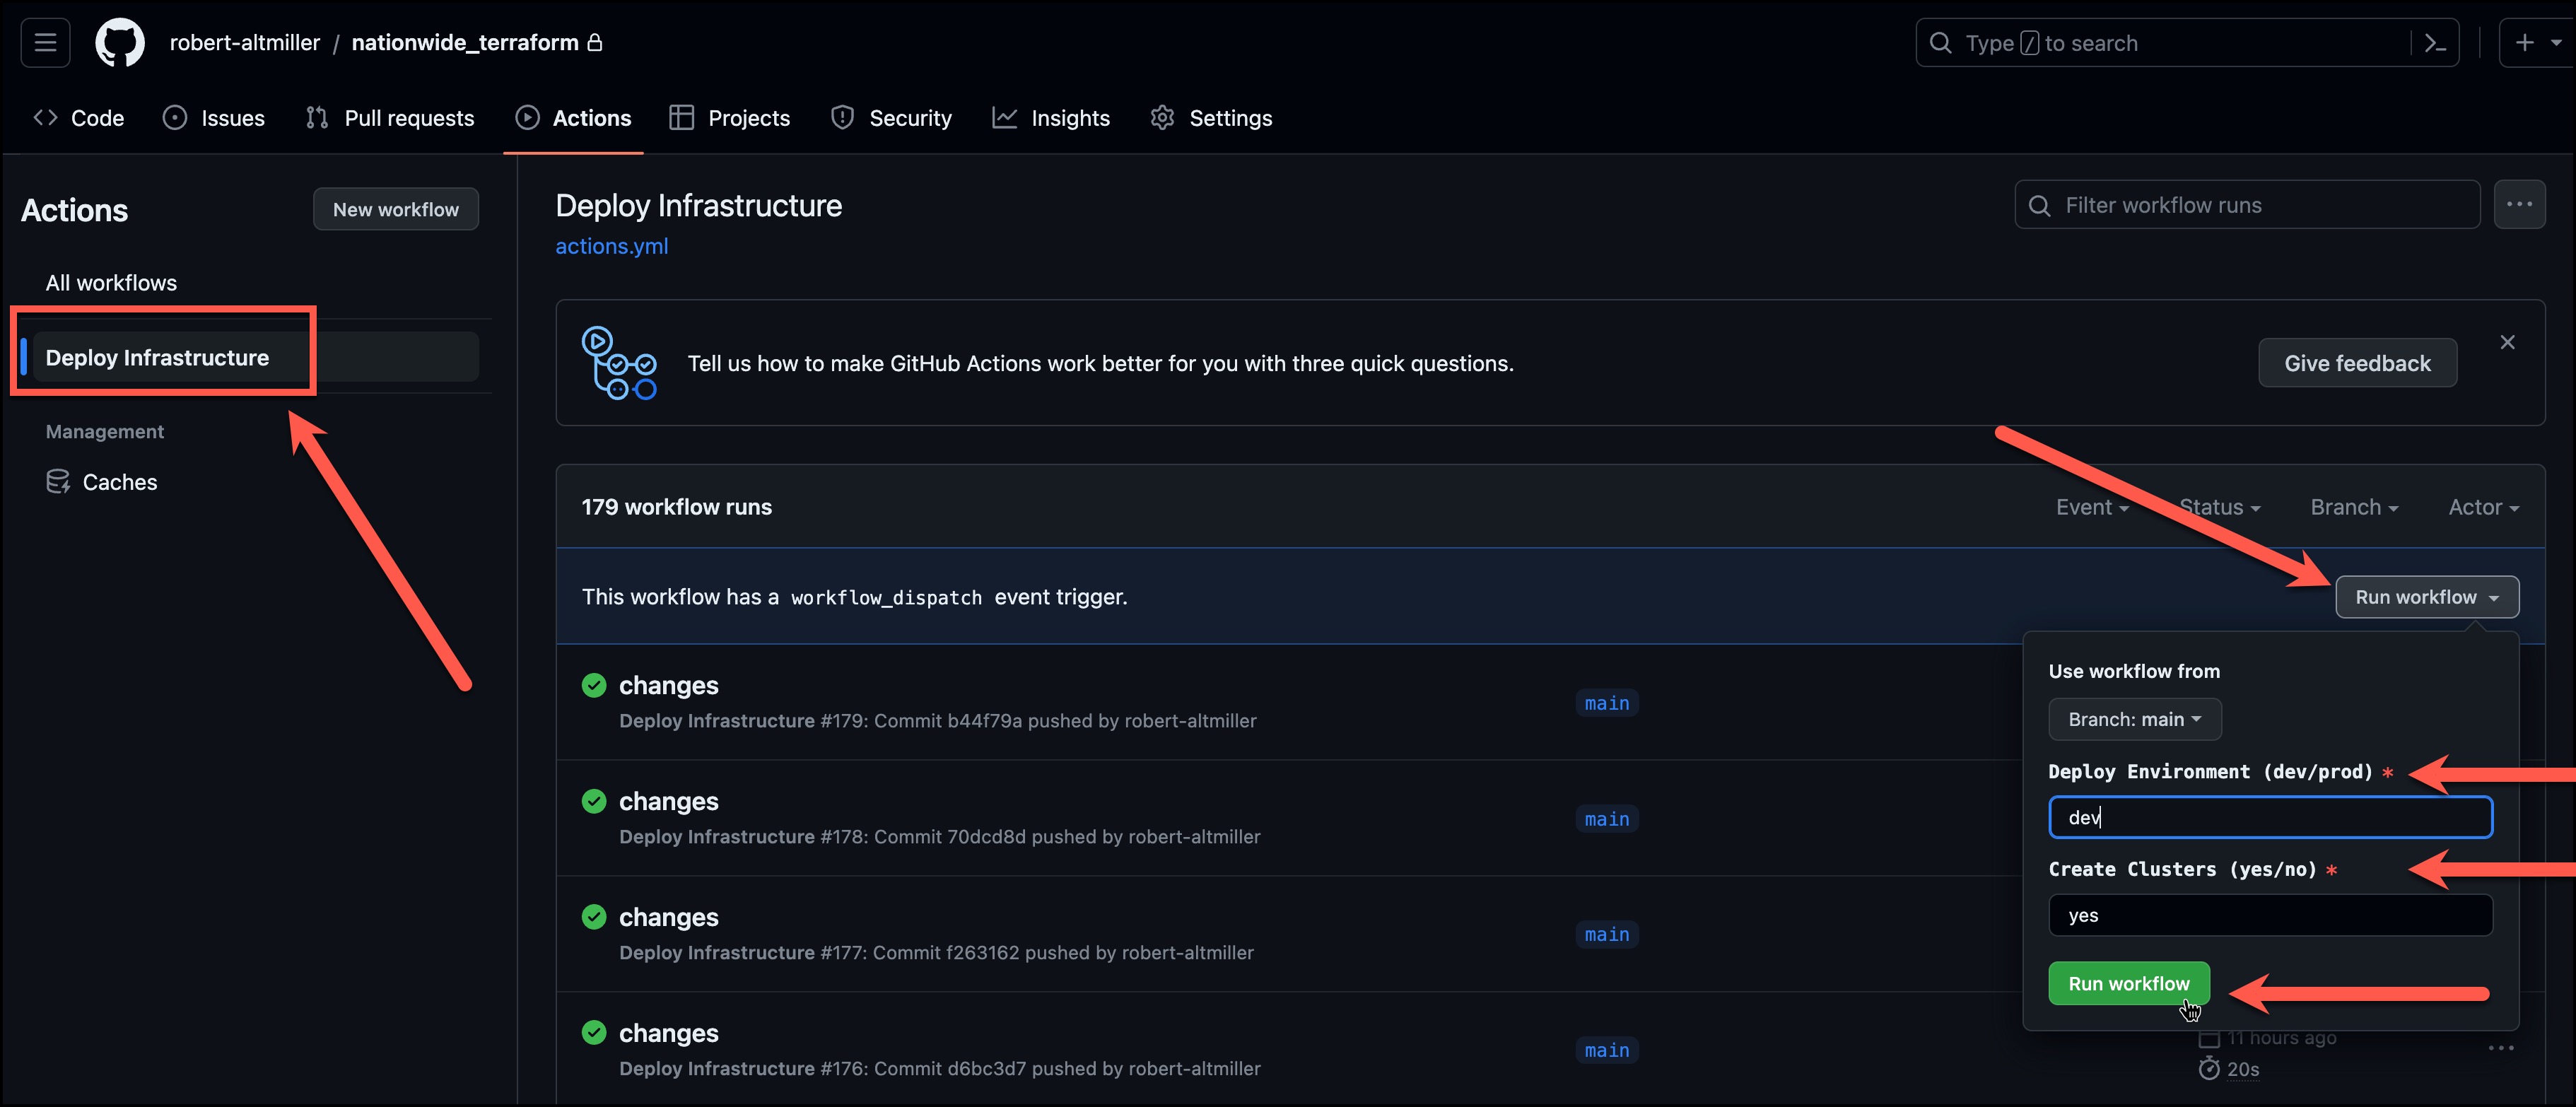 robert-altmiller / nationwide_terraform
Type / to search
Code
Issues
Pull requests
Actions
Projects
Security
Insights
Settings
Actions
New workflow
All workflows
Deploy Infrastructure
Management
Caches
Deploy Infrastructure
actions.yml
Filter workflow runs
Tell us how to make GitHub Actions work better for you with three quick questions.
Give feedback
179 workflow runs
Event
Status
Branch
Actor
This workflow has a workflow_dispatch event trigger.
Run workflow
Use workflow from
Branch: main
Deploy Environment (dev/prod) *
dev
Create Clusters (yes/no) *
yes
Run workflow
changes
Deploy Infrastructure #179: Commit b44f79a pushed by robert-altmiller
main
changes
Deploy Infrastructure #178: Commit 70dcd8d pushed by robert-altmiller
main
changes
Deploy Infrastructure #177: Commit f263162 pushed by robert-altmiller
main
changes
Deploy Infrastructure #176: Commit d6bc3d7 pushed by robert-altmiller
main
11 hours ago
20s